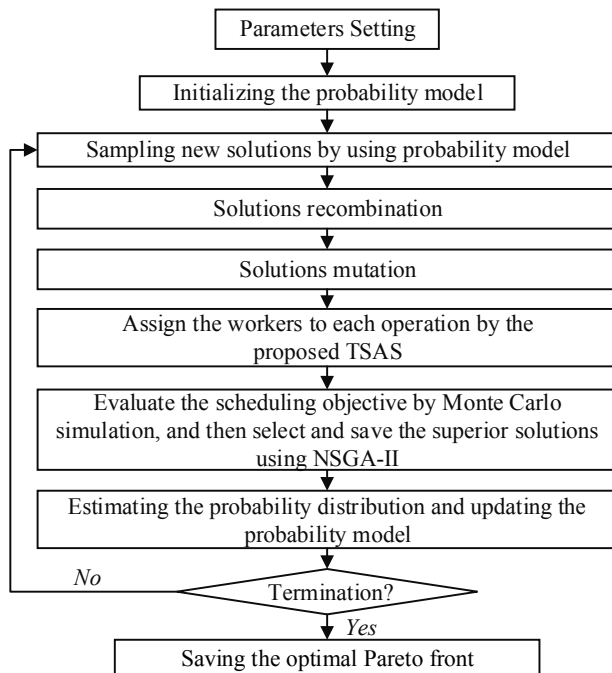 Parameters Setting
Initializing the probability model
Sampling new solutions by using probability model
Solutions recombination
Solutions mutation
Assign the workers to each operation by the
proposed TSAS
Evaluate the scheduling objective by Monte Carlo
simulation, and then select and save the superior solutions
using NSGA-II
Estimating the probability distribution and updating the
probability model
No
Termination?
Yes
Saving the optimal Pareto front